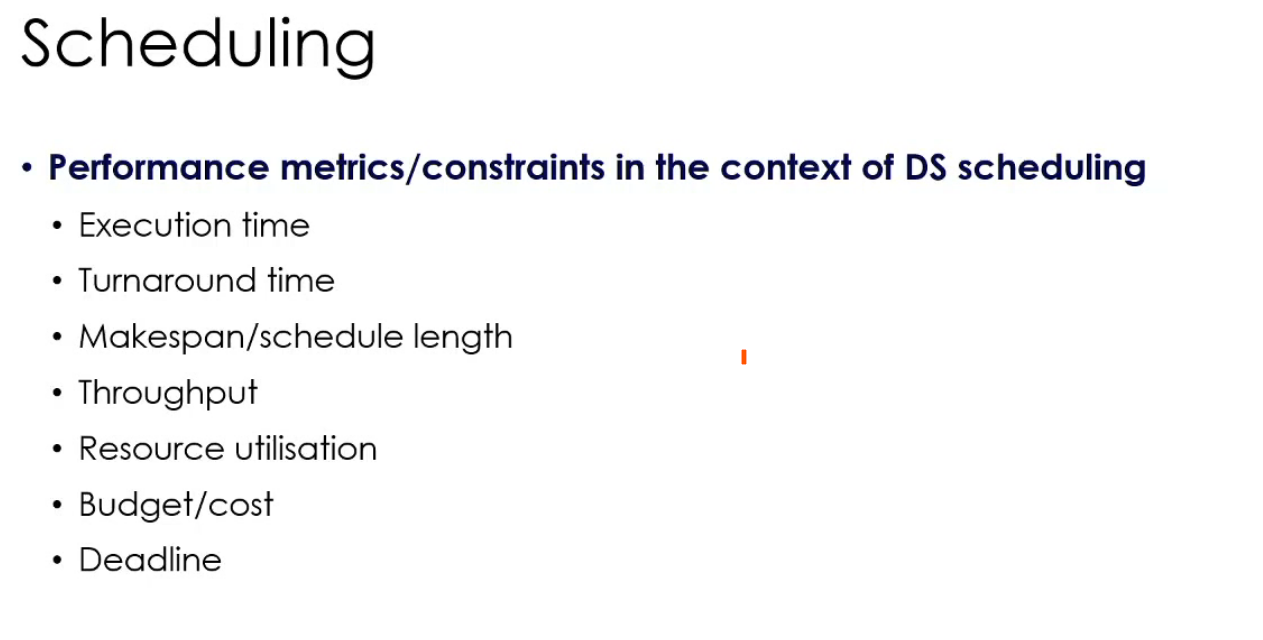 Scheduling
• Performance metrics/constraints in the context of DS scheduling
• Execution time
• Turnaround time
• Makespan/schedule length
• Throughput
• Resource utilisation
• Budget/cost
• Deadline